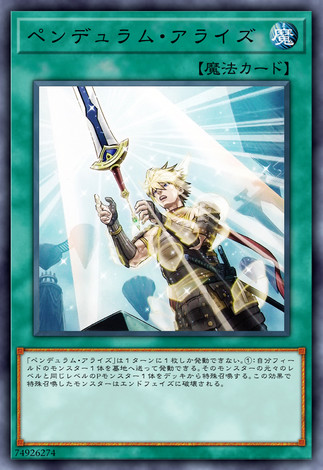 ペンデュラム・アライズ
魔
【魔法カード】
「ペンデュラム・アライズ」は1ターンに1枚しか発動できない。①:自分フィー
ルドのモンスター1体を墓地へ送って発動できる。そのモンスターの元々のレ
ベルと同じレベルのPモンスター1体をデッキから特殊召喚する。この効果で
特殊召喚したモンスターはエンドフェイズに破壊される。
74926274